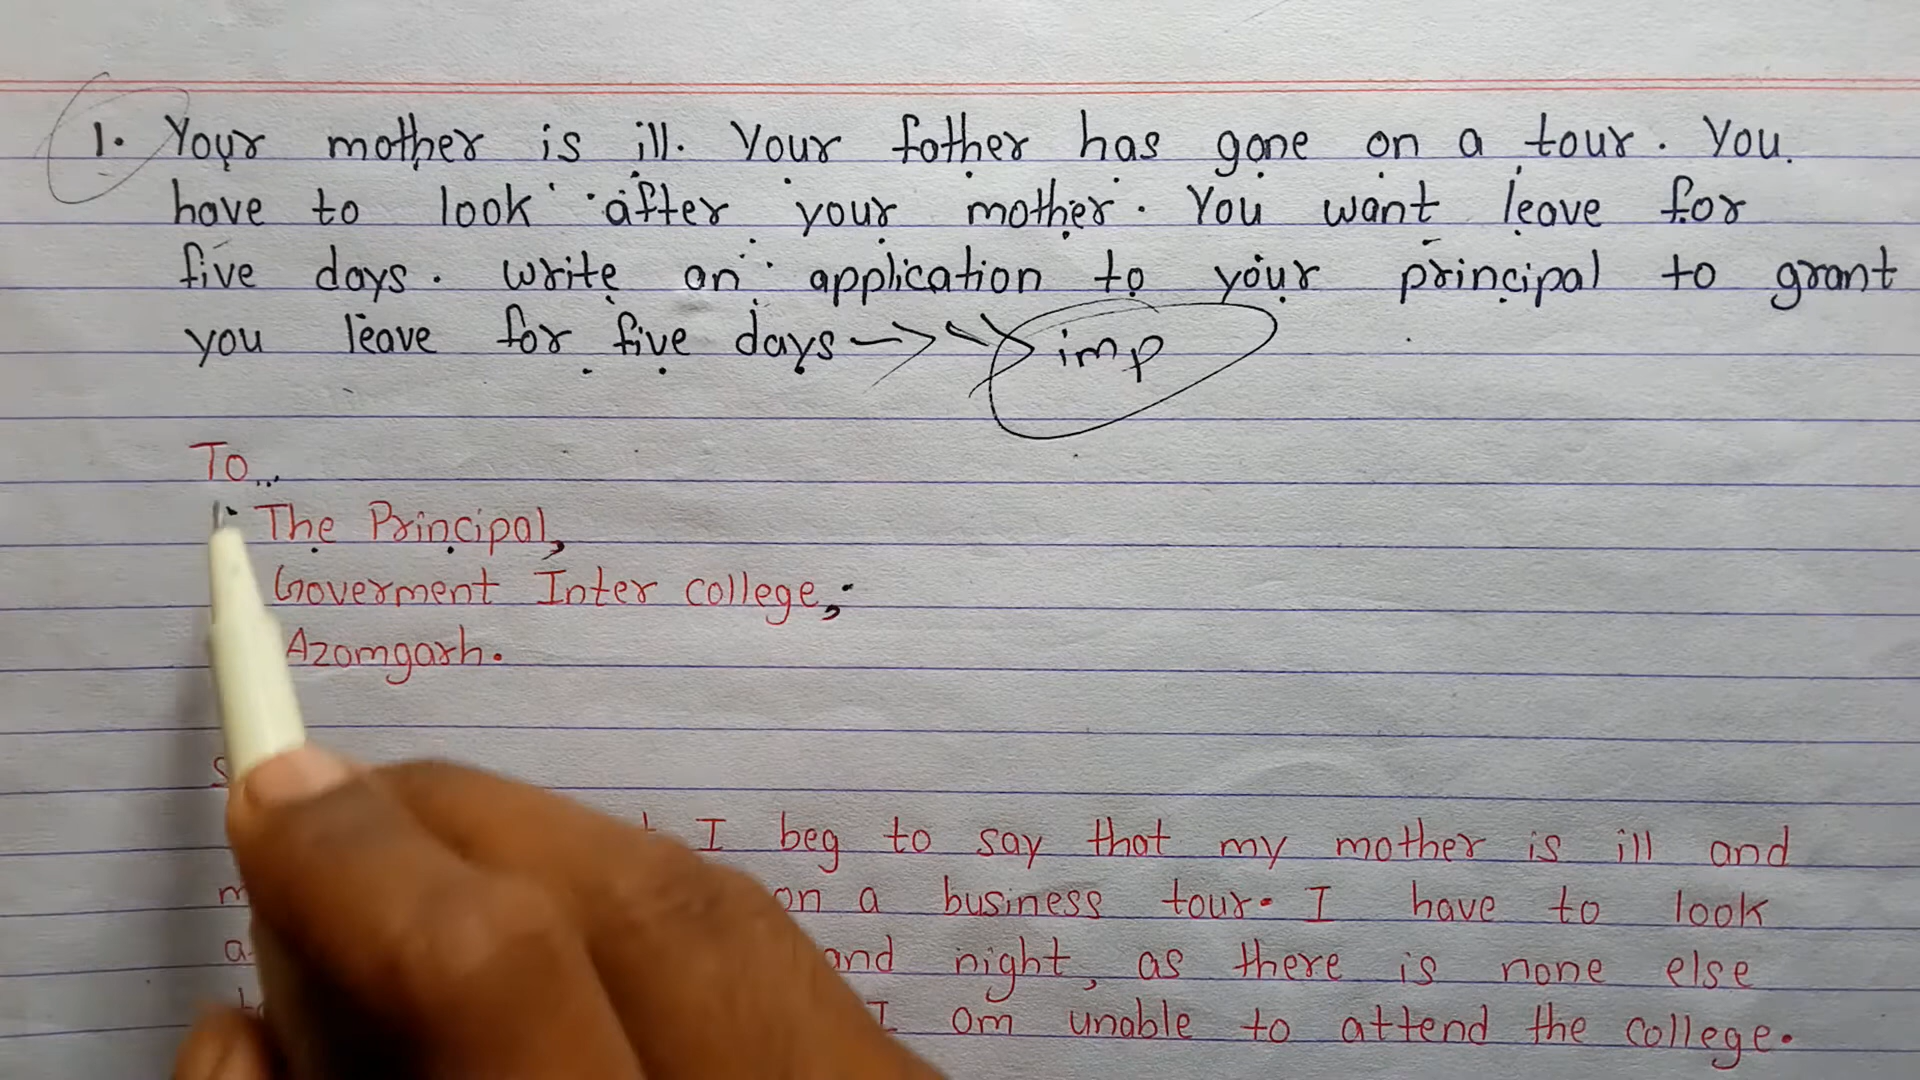 1. Your mother is ill. Your father has gone on a tour. You
have to look after your mother. You want leave for
five days. Write an application to your principal to grant
you leave for five days → imp
To
The Principal,
Goverment Inter college,
Azamgarh.
I beg to say that my mother is ill and
on a business tour. I have to look
and night, as there is none else
I am unable to attend the college.